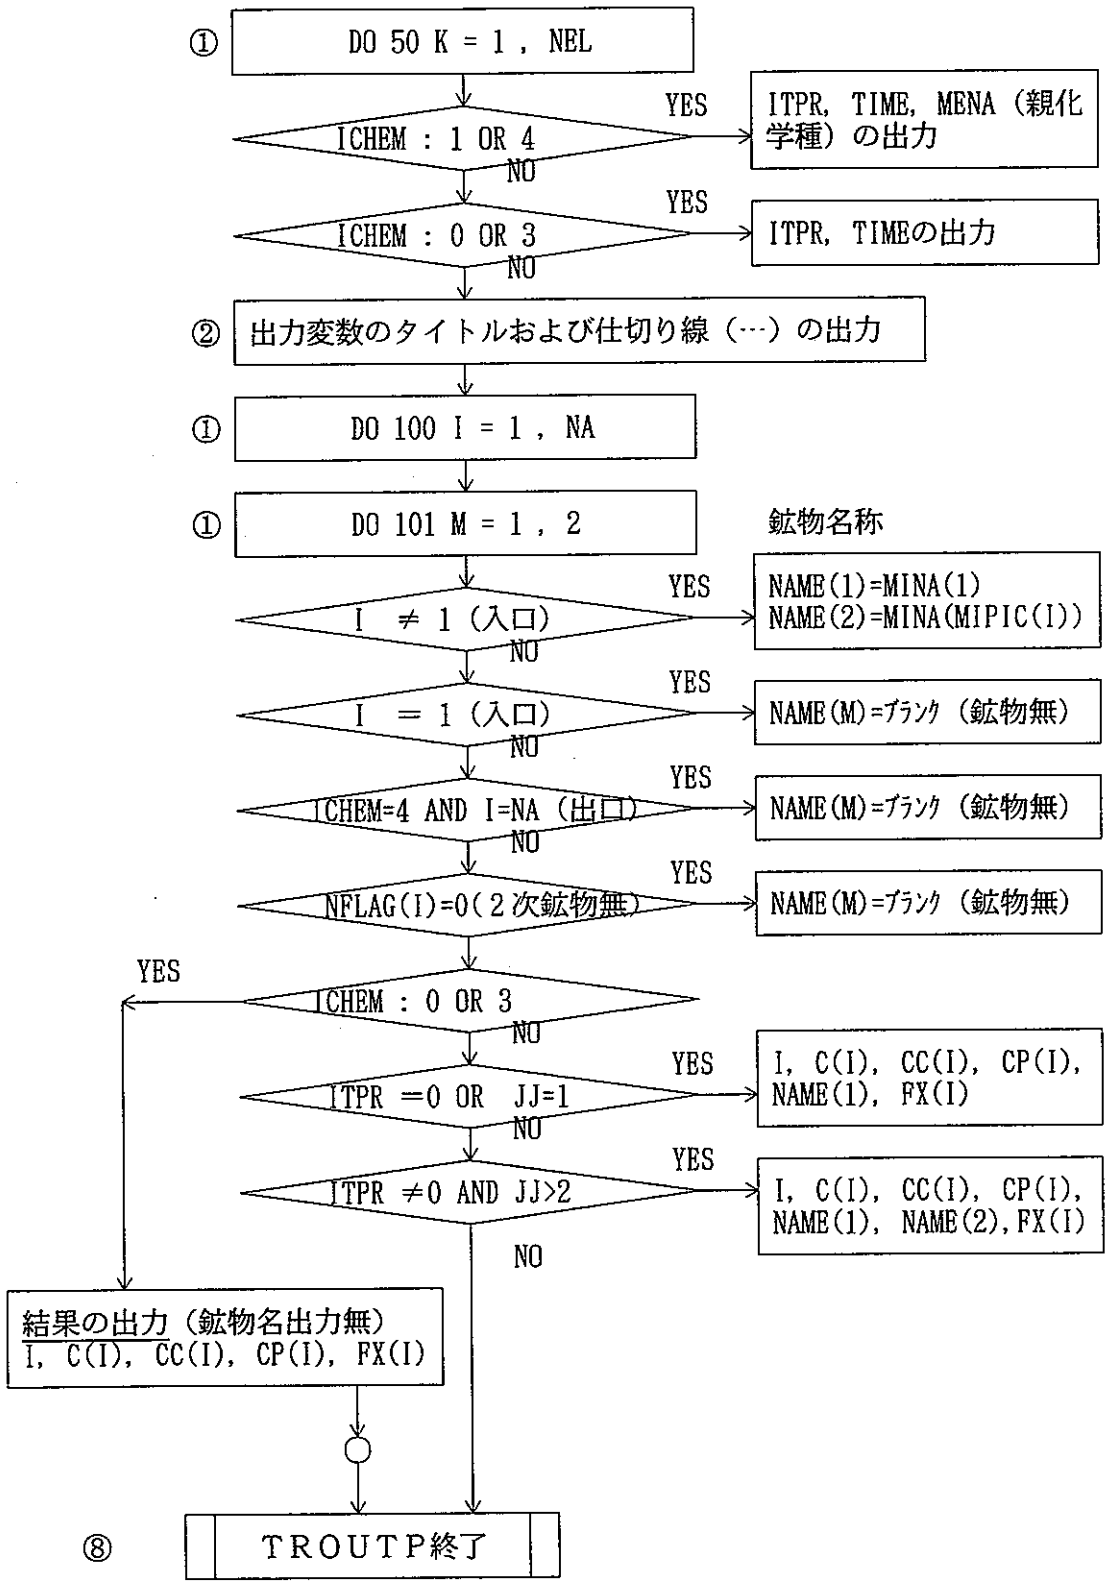 ① DO 50 K = 1 , NEL
YES
ICHEM : 1 OR 4
ITPR, TIME, MENA（親化
学種）の出力
NO
YES
ICHEM : 0 OR 3
ITPR, TIMEの出力
NO
② 出力変数のタイトルおよび仕切り線（…）の出力
① DO 100 I = 1 , NA
① DO 101 M = 1 , 2
鉱物名称
YES
I ≠ 1（入口）
NAME(1)=MINA(1)
NAME(2)=MINA(MIPIC(I))
NO
YES
I = 1（入口）
NAME(M)=ブランク（鉱物無）
NO
YES
ICHEM=4 AND I=NA（出口）
NAME(M)=ブランク（鉱物無）
NO
YES
NFLAG(I)=0(２次鉱物無)
NAME(M)=ブランク（鉱物無）
YES
ICHEM : 0 OR 3
NO
YES
ITPR =0 OR JJ=1
I, C(I), CC(I), CP(I),
NAME(1), FX(I)
NO
YES
ITPR ≠0 AND JJ>2
I, C(I), CC(I), CP(I),
NAME(1), NAME(2),FX(I)
NO
結果の出力（鉱物名出力無）
I, C(I), CC(I), CP(I), FX(I)
⑧ ＴＲＯＵＴＰ終了